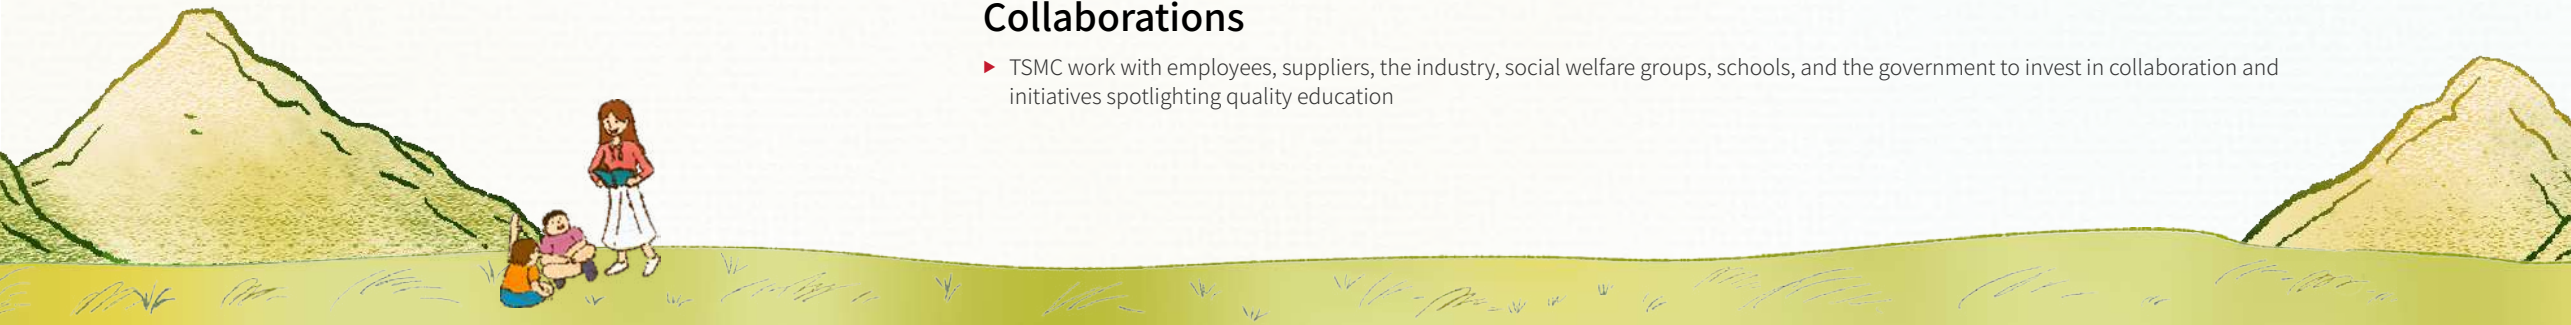 Collaborations
TSMC work with employees, suppliers, the industry, social welfare groups, schools, and the government to invest in collaboration and
initiatives spotlighting quality education